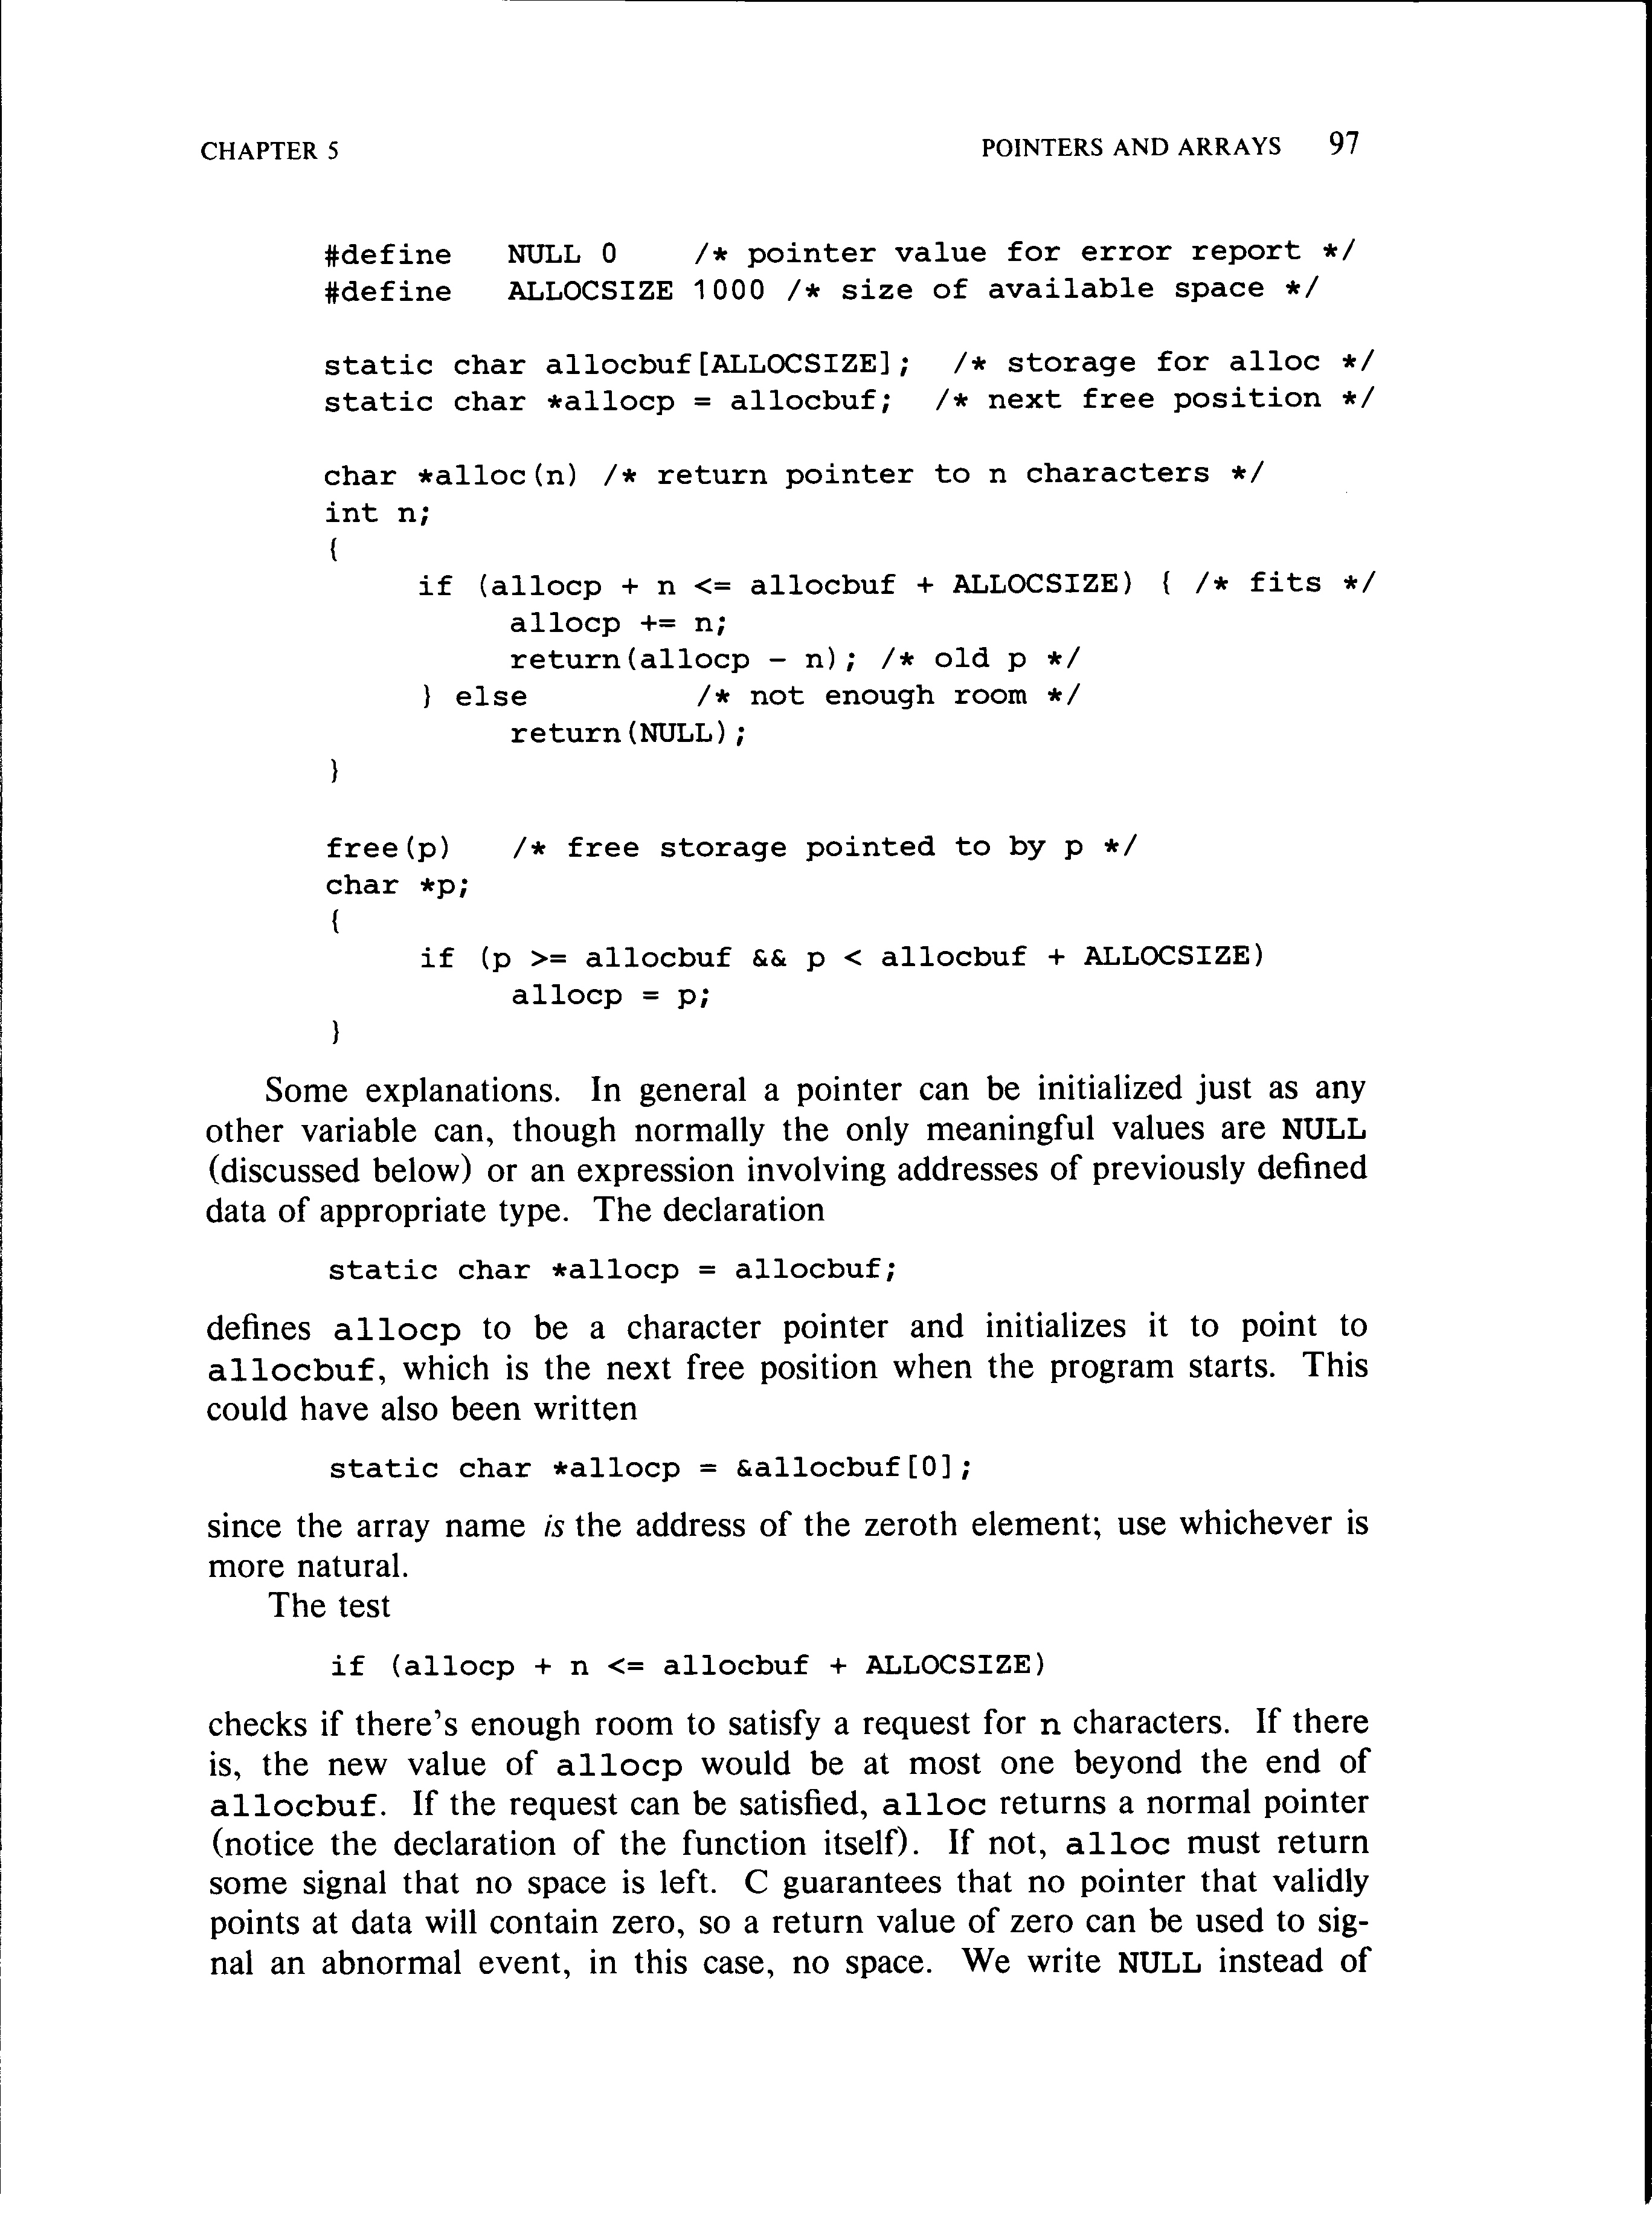 CHAPTER 5 POINTERS AND ARRAYS 97
#define NULL 0 /* pointer value for error report */
#define ALLOCSIZE 1000 /* size of available space */
static char allocbuf[ALLOCSIZE]; /* storage for alloc */
static char *allocp = allocbuf; /* next free position */
char *alloc(n) /* return pointer to n characters */
int n;
{
if (allocp + n <= allocbuf + ALLOCSIZE) { /* fits */
allocp += n;
return(allocp - n); /* old p */
} else /* not enough room */
return(NULL);
}
free(p) /* free storage pointed to by p */
char *p;
{
if (p >= allocbuf && p < allocbuf + ALLOCSIZE)
allocp = p;
}
Some explanations. In general a pointer can be initialized just as any
other variable can, though normally the only meaningful values are NULL
(discussed below) or an expression involving addresses of previously defined
data of appropriate type. The declaration
static char *allocp = allocbuf;
defines allocp to be a character pointer and initializes it to point to
allocbuf, which is the next free position when the program starts. This
could have also been written
static char *allocp = &allocbuf[0];
since the array name is the address of the zeroth element; use whichever is
more natural.
The test
if (allocp + n <= allocbuf + ALLOCSIZE)
checks if there's enough room to satisfy a request for n characters. If there
is, the new value of allocp would be at most one beyond the end of
allocbuf. If the request can be satisfied, alloc returns a normal pointer
(notice the declaration of the function itself). If not, alloc must return
some signal that no space is left. C guarantees that no pointer that validly
points at data will contain zero, so a return value of zero can be used to sig-
nal an abnormal event, in this case, no space. We write NULL instead of